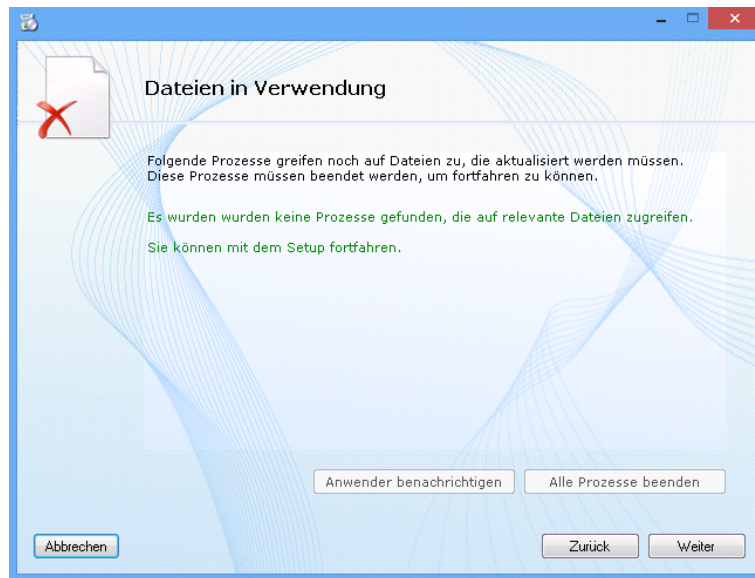 Dateien in Verwendung
Folgende Prozesse greifen noch auf Dateien zu, die aktualisiert werden müssen.
Diese Prozesse müssen beendet werden, um fortfahren zu können.
Es wurden wurden keine Prozesse gefunden, die auf relevante Dateien zugreifen.
Sie können mit dem Setup fortfahren.
Anwender benachrichtigen
Alle Prozesse beenden
Abbrechen
Zurück
Weiter